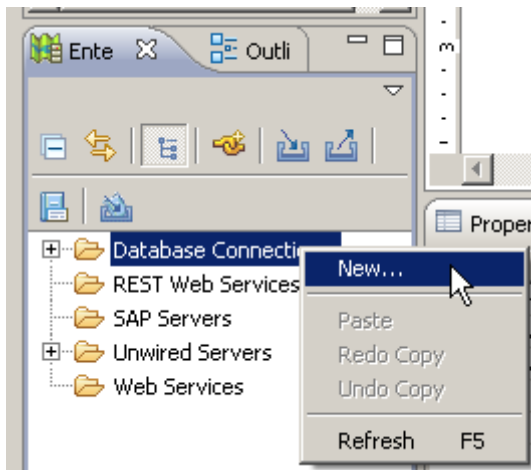 Ente
Outli
3
Proper
Database Connectio
REST Web Services
SAP Servers
Unwired Servers
Web Services
New...
Paste
Redo Copy
Undo Copy
Refresh F5